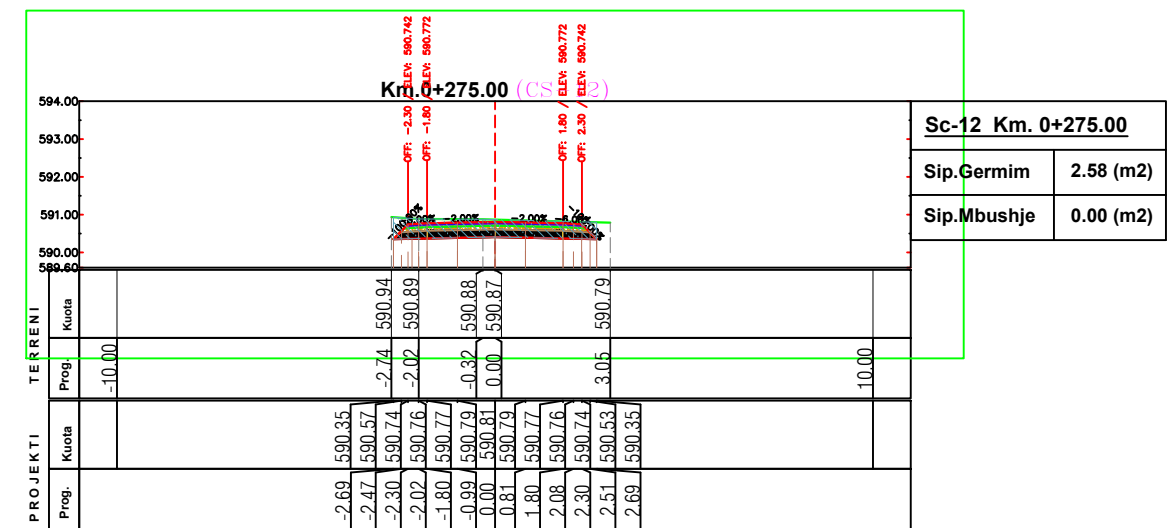 OFF: -2.30 / ELEV: 590.742
OFF: -1.80 / ELEV: 590.772
OFF: 1.80 / ELEV: 590.772
OFF: 2.30 / ELEV: 590.742
Km.0+275.00
594.00
593.00
592.00
591.00
590.00
589.60
-2.00% -2.00%
Sc-12 Km. 0+275.00
Sip.Germim 2.58 (m2)
Sip.Mbushje 0.00 (m2)
TERRENI
Kuota 590.94 590.89 590.88 590.87 590.79
Prog. -10.00 -2.74 -2.02 -0.32 0.00 3.05 10.00
PROJEKTI
Kuota 590.35 590.57 590.74 590.76 590.77 590.79 590.81 590.79 590.77 590.76 590.74 590.53 590.35
Prog. -2.69 -2.47 -2.30 -2.02 -1.80 -0.99 0.00 0.81 1.80 2.08 2.30 2.51 2.69